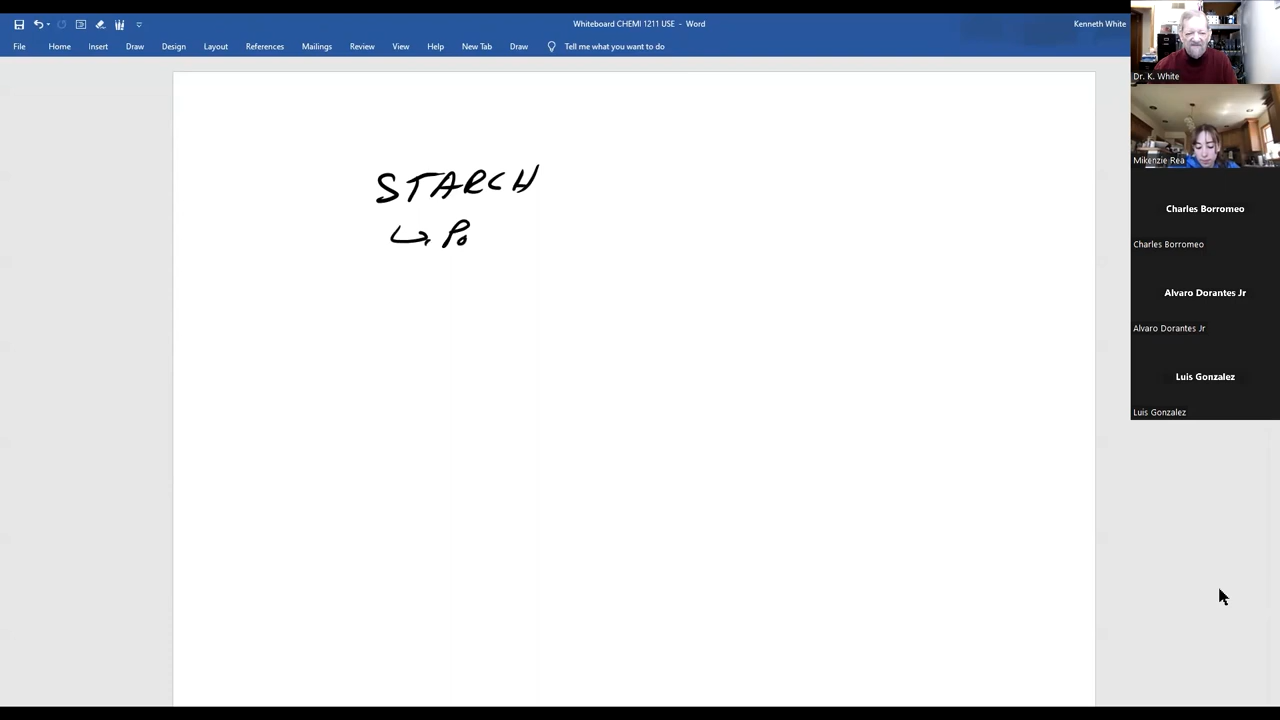 Whiteboard CHEMI 1211 USE - Word
Kenneth White
File Home Insert Draw Design Layout References Mailings Review View Help New Tab Draw Tell me what you want to do
STARCH
↪ Po
Dr. K. White
Mikenzie Rea
Charles Borromeo
Charles Borromeo
Alvaro Dorantes Jr
Alvaro Dorantes Jr
Luis Gonzalez
Luis Gonzalez